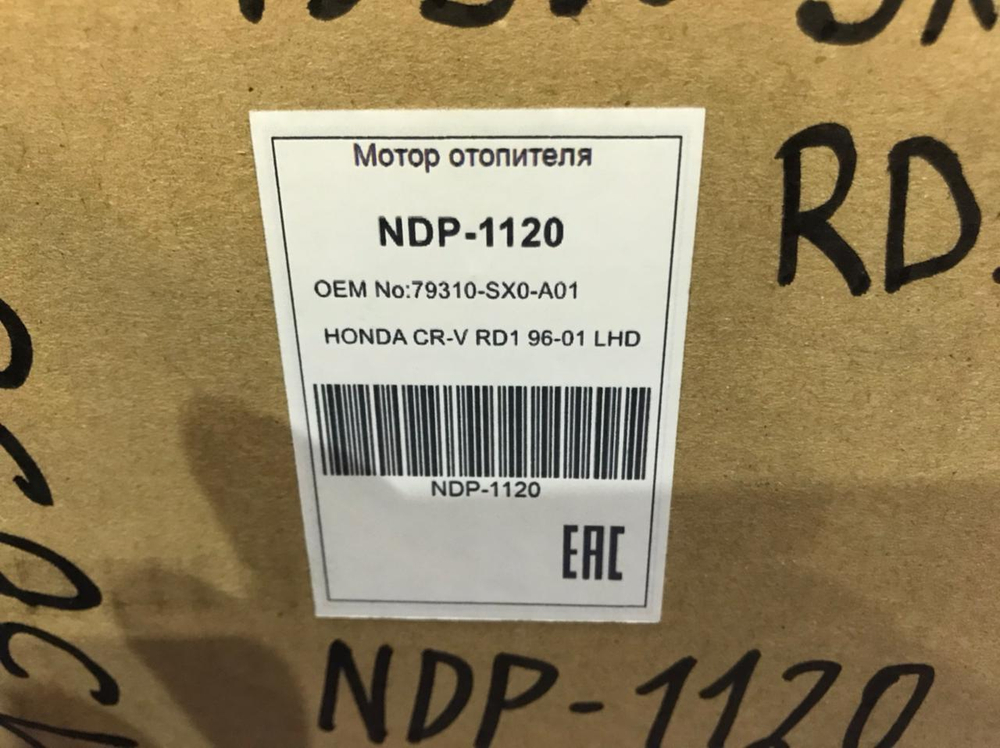 Мотор отопителя
NDP-1120
OEM No:79310-SX0-A01
HONDA CR-V RD1 96-01 LHD
NDP-1120
EAC
RD
NDP-1120